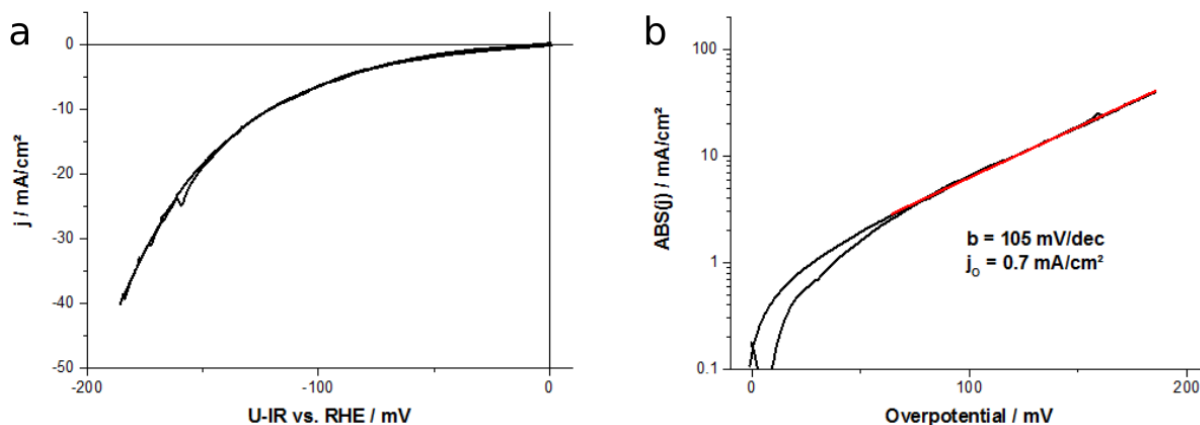 a
0
-10
-20
-30
-40
-50
j / mA/cm²
-200
-100
0
U-IR vs. RHE / mV
b
100
10
1
0.1
ABS(j) / mA/cm²
b = 105 mV/dec
j₀ = 0.7 mA/cm²
0
100
200
Overpotential / mV